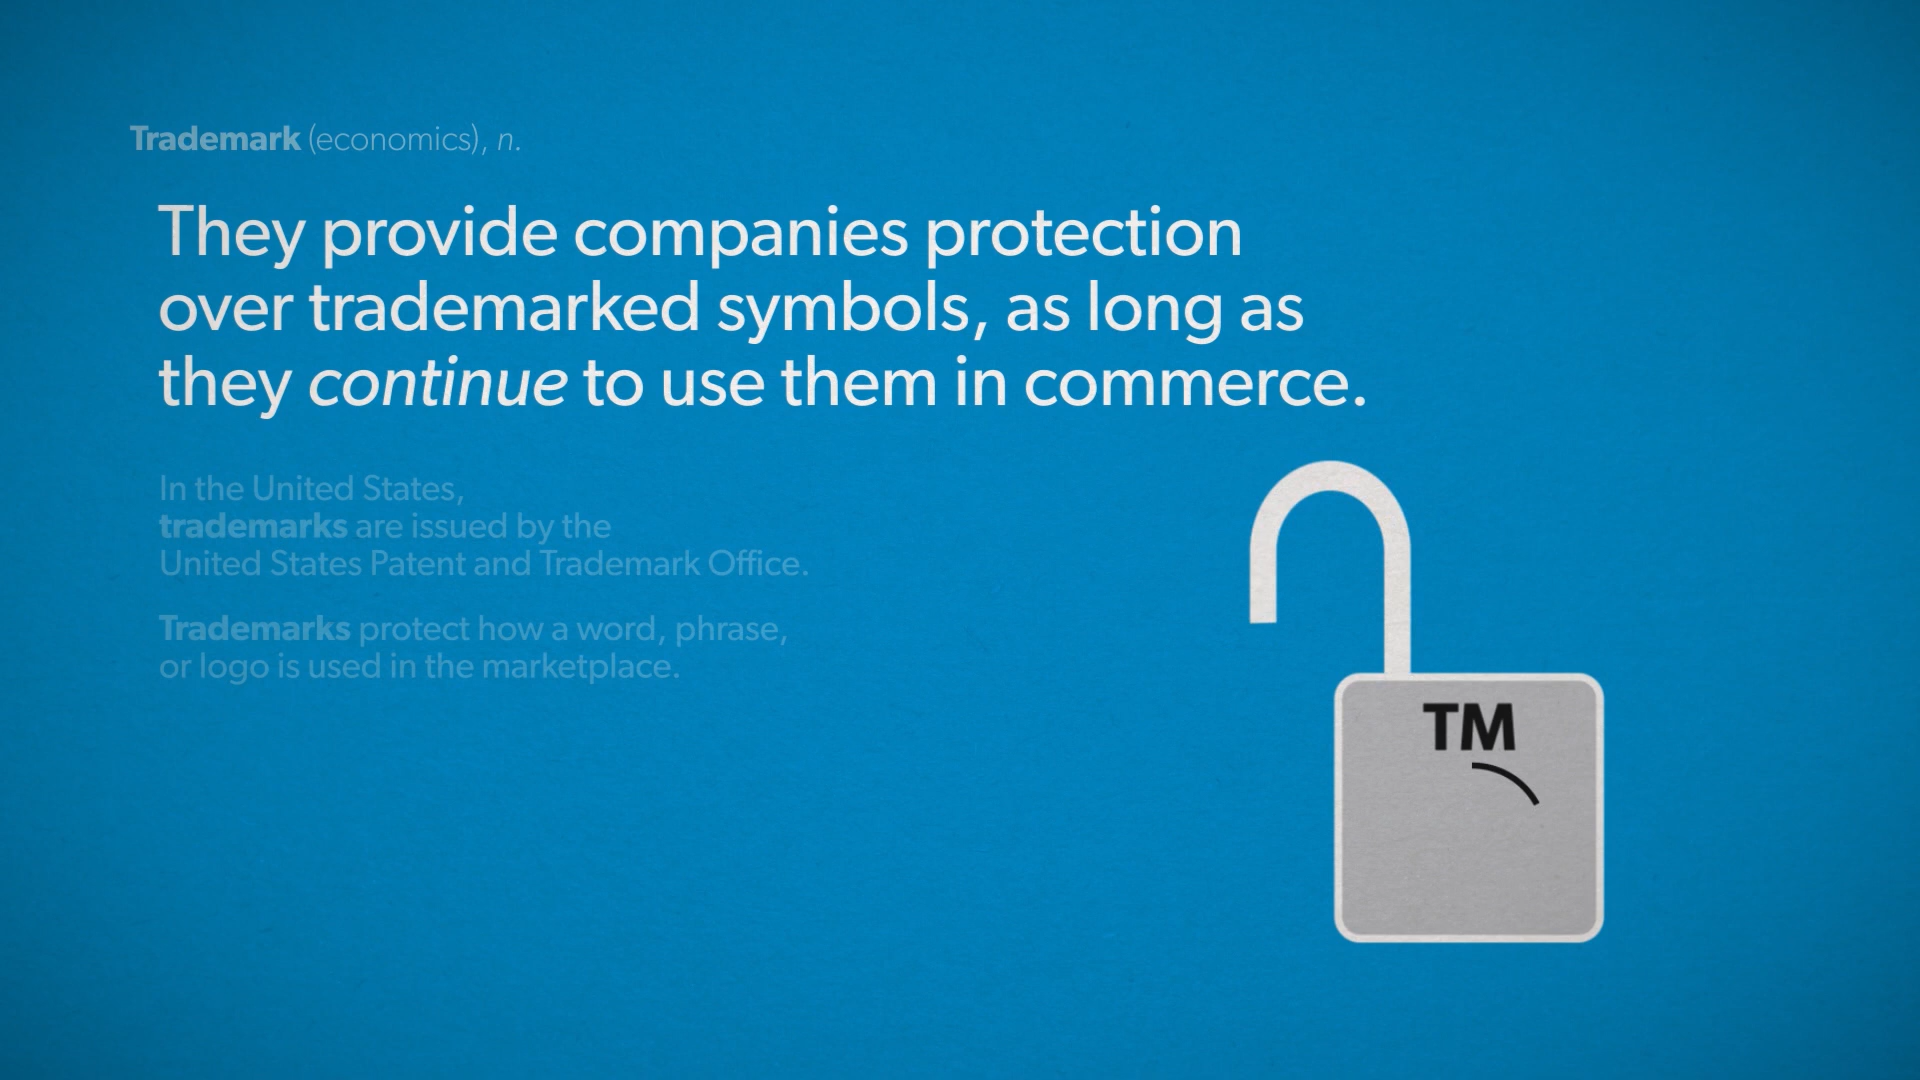 Trademark (economics), n.
They provide companies protection
over trademarked symbols, as long as
they continue to use them in commerce.
In the United States,
trademarks are issued by the
United States Patent and Trademark Office.
Trademarks protect how a word, phrase,
or logo is used in the marketplace.
TM